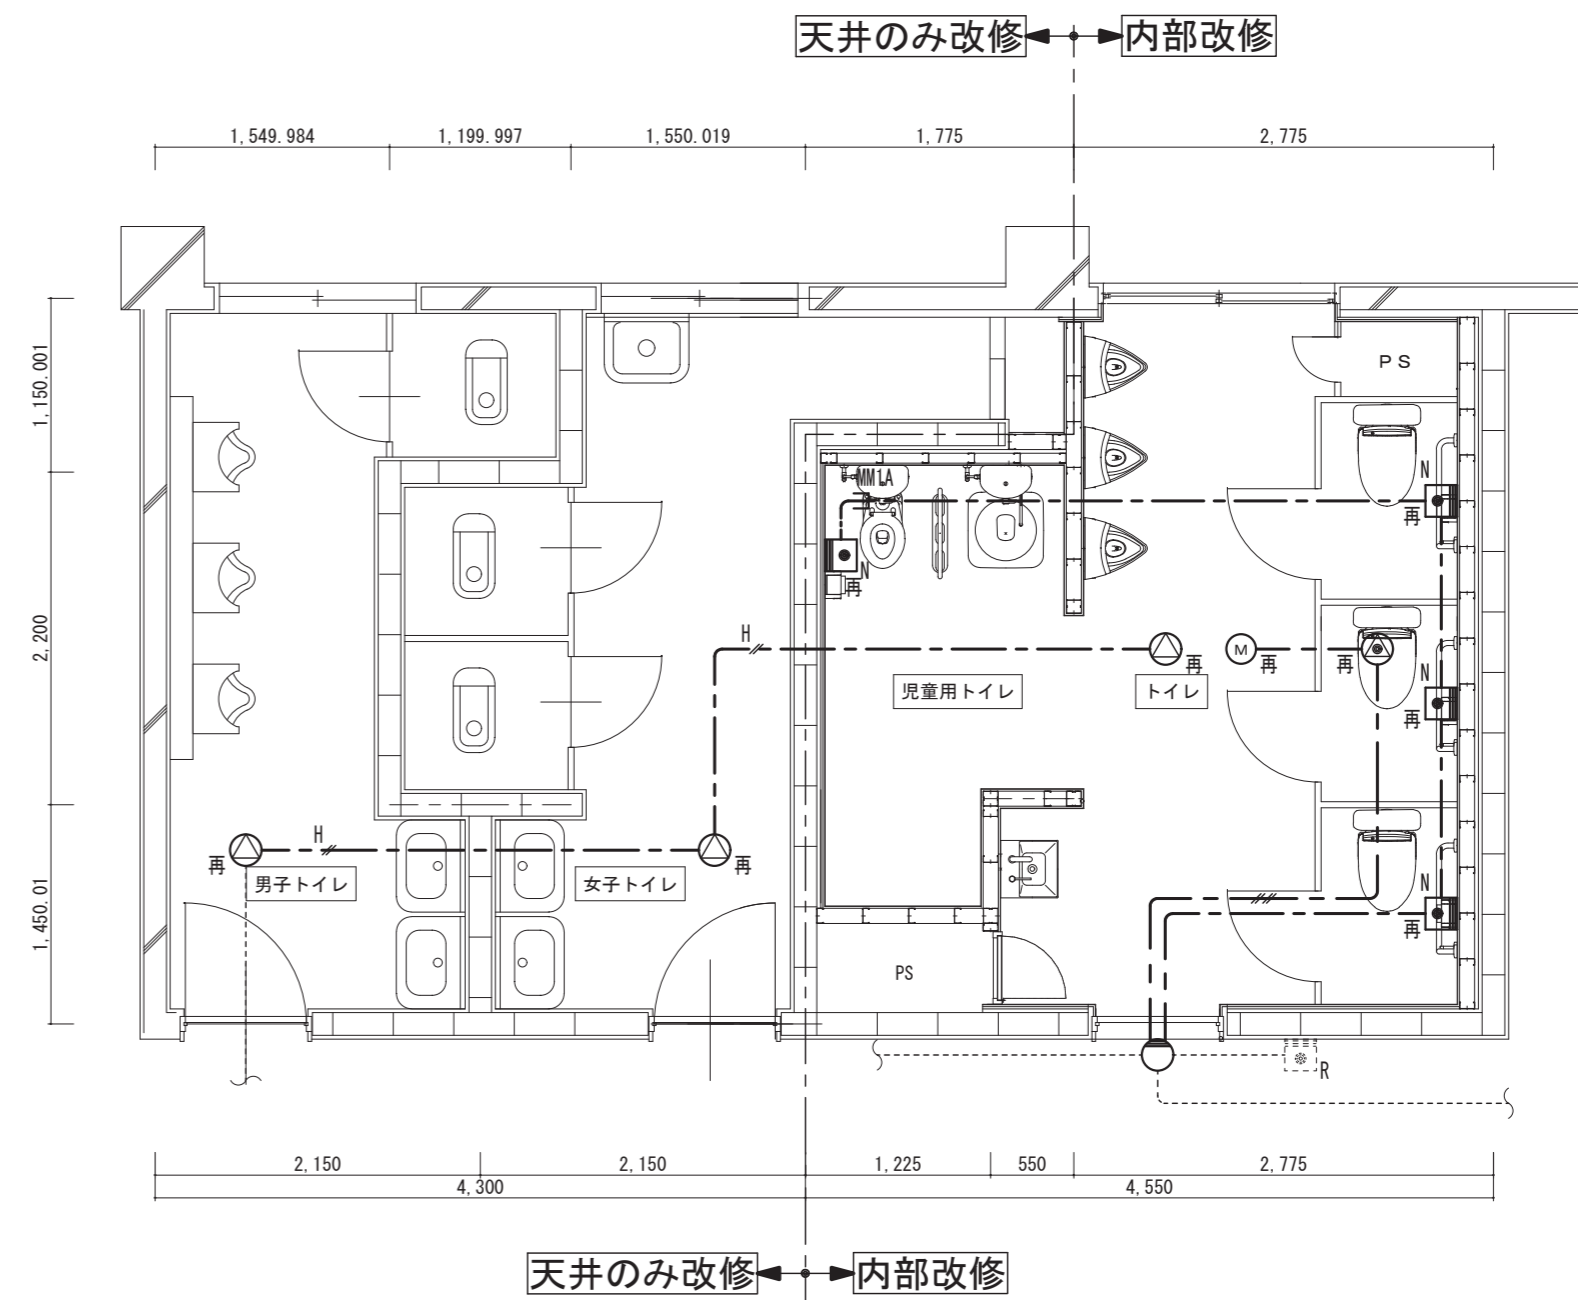 天井のみ改修 内部改修
1,549.984 1,199.997 1,550.019 1,775 2,775
1,150.001
2,200
1,450.01
PS
N
再
MM1A
N
再
H
再
M
再
再
N
再
児童用トイレ
トイレ
H
再
再
男子トイレ
女子トイレ
N
再
PS
R
2,150 2,150 1,225 550 2,775
4,300 4,550
天井のみ改修 内部改修